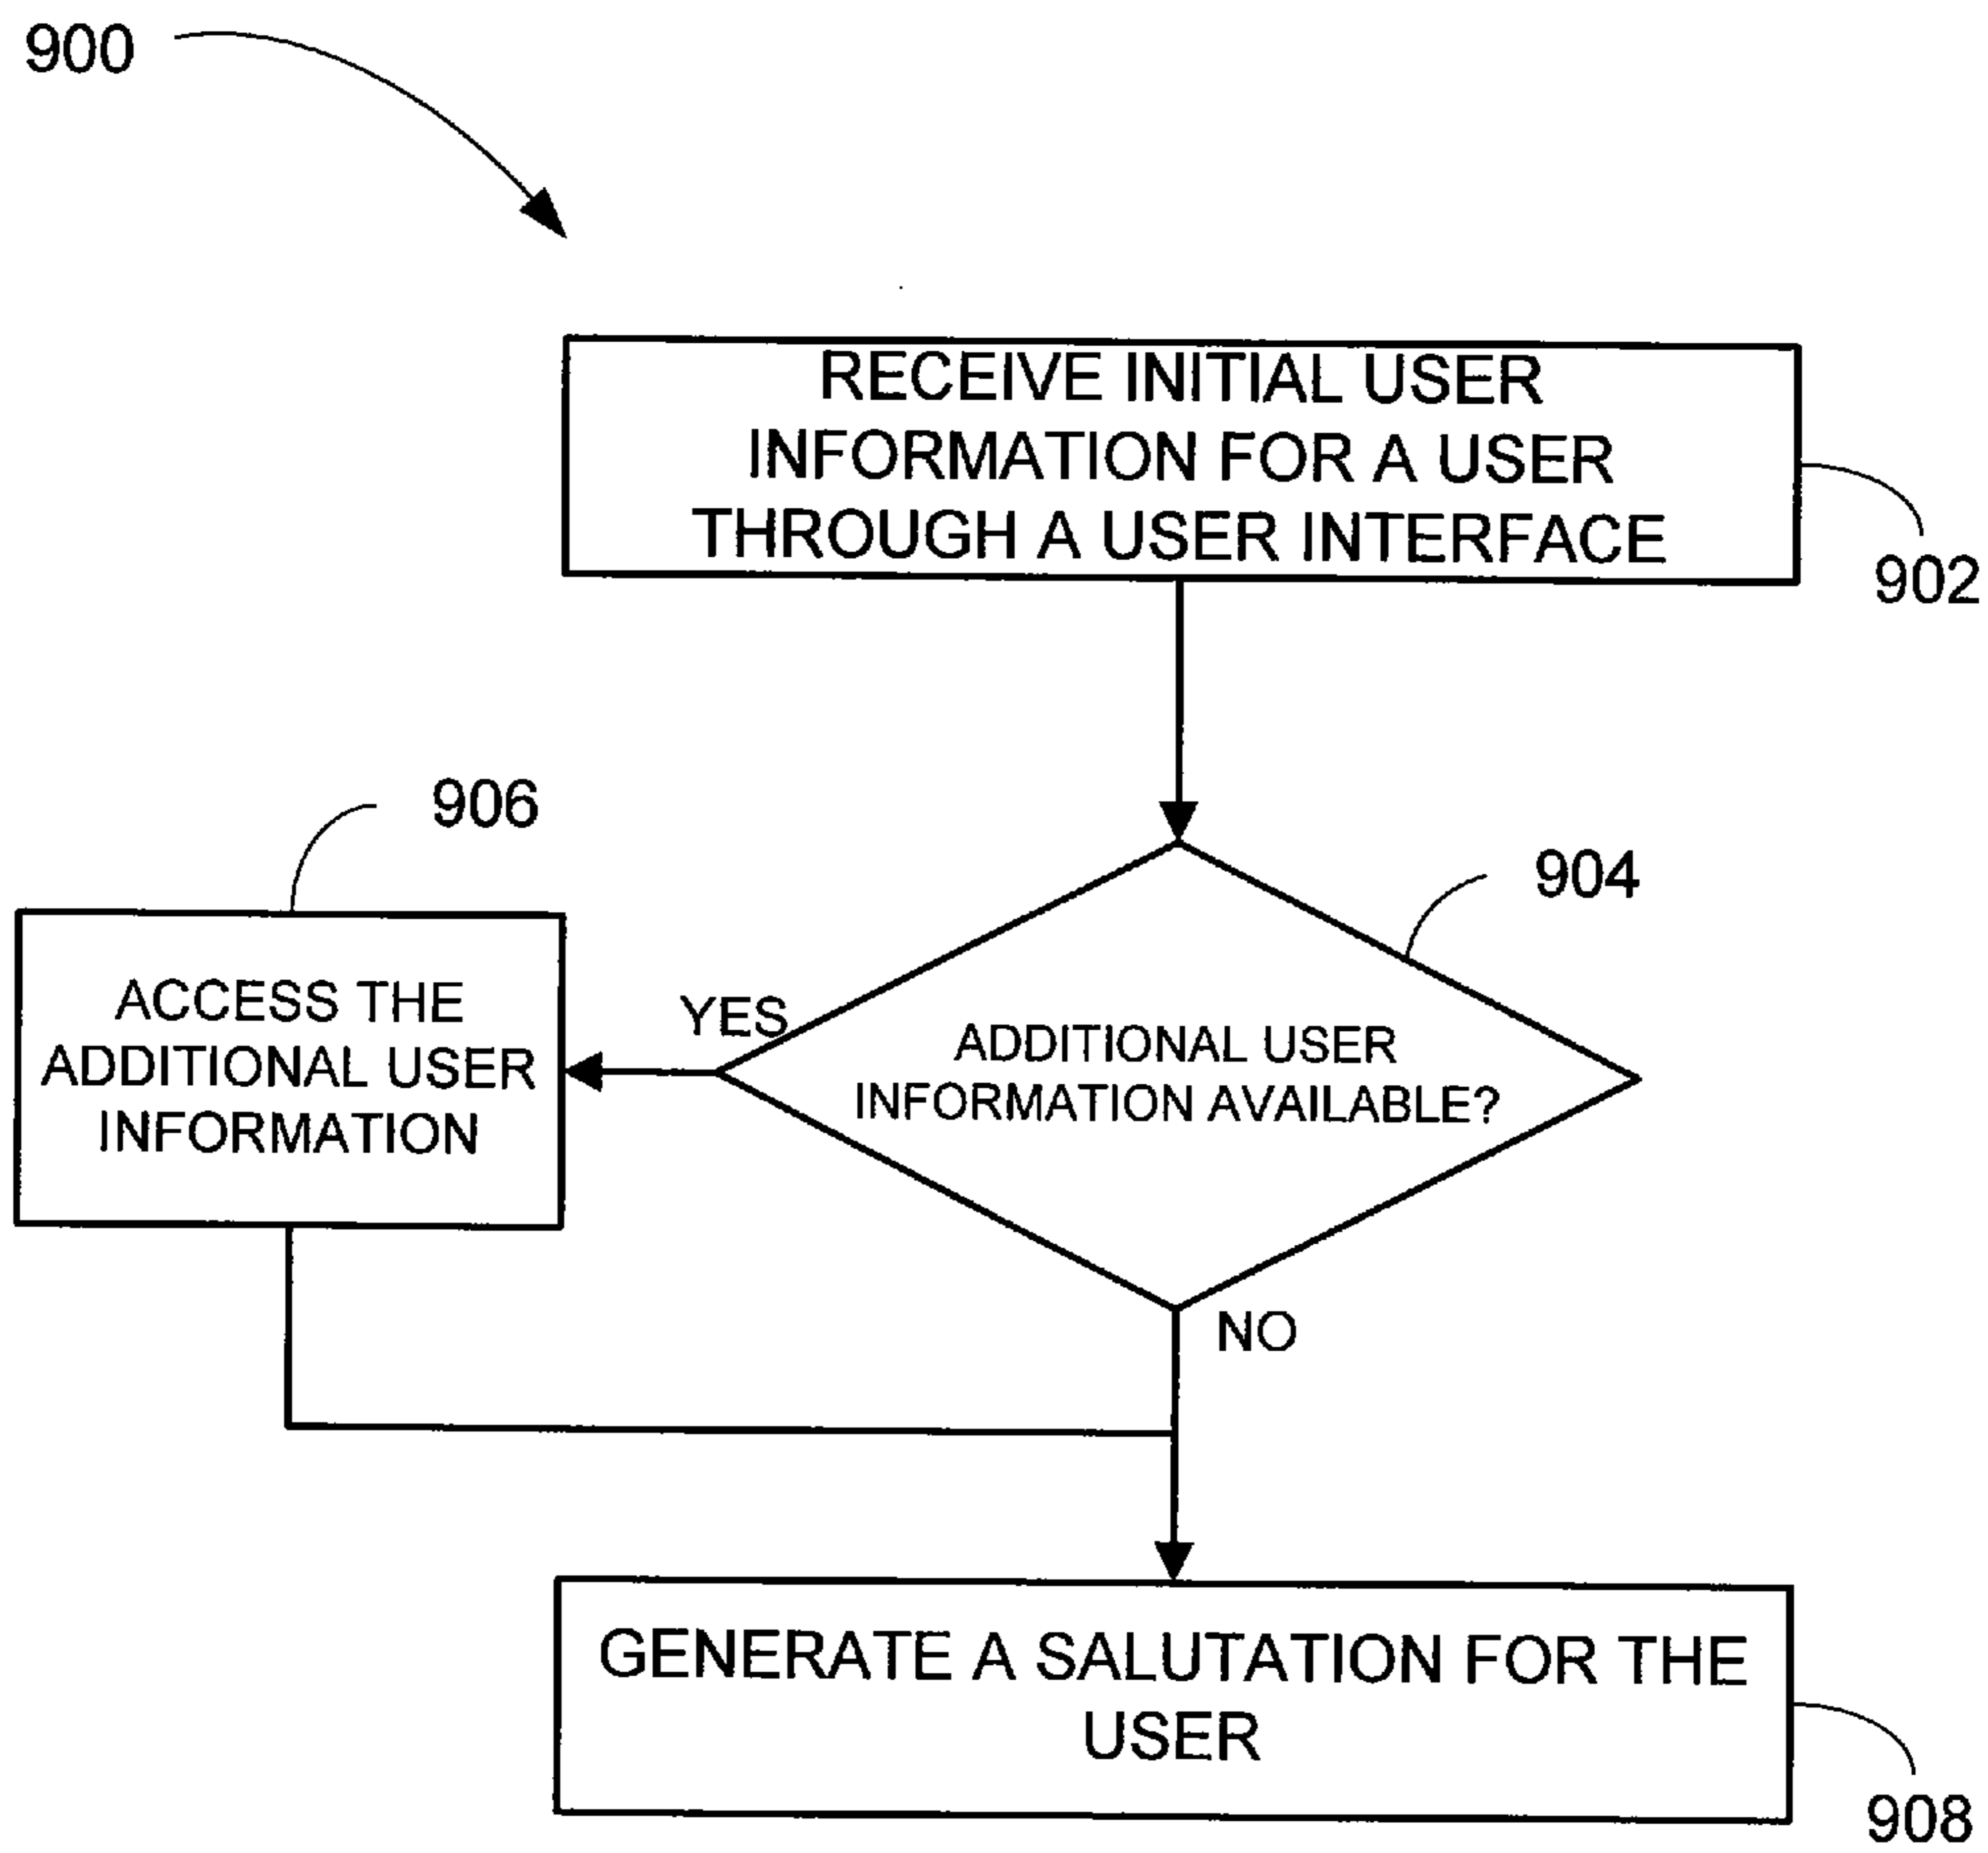 900
RECEIVE INITIAL USER
INFORMATION FOR A USER
THROUGH A USER INTERFACE
902
906
904
ACCESS THE
ADDITIONAL USER
INFORMATION
YES
ADDITIONAL USER
INFORMATION AVAILABLE?
NO
GENERATE A SALUTATION FOR THE
USER
908